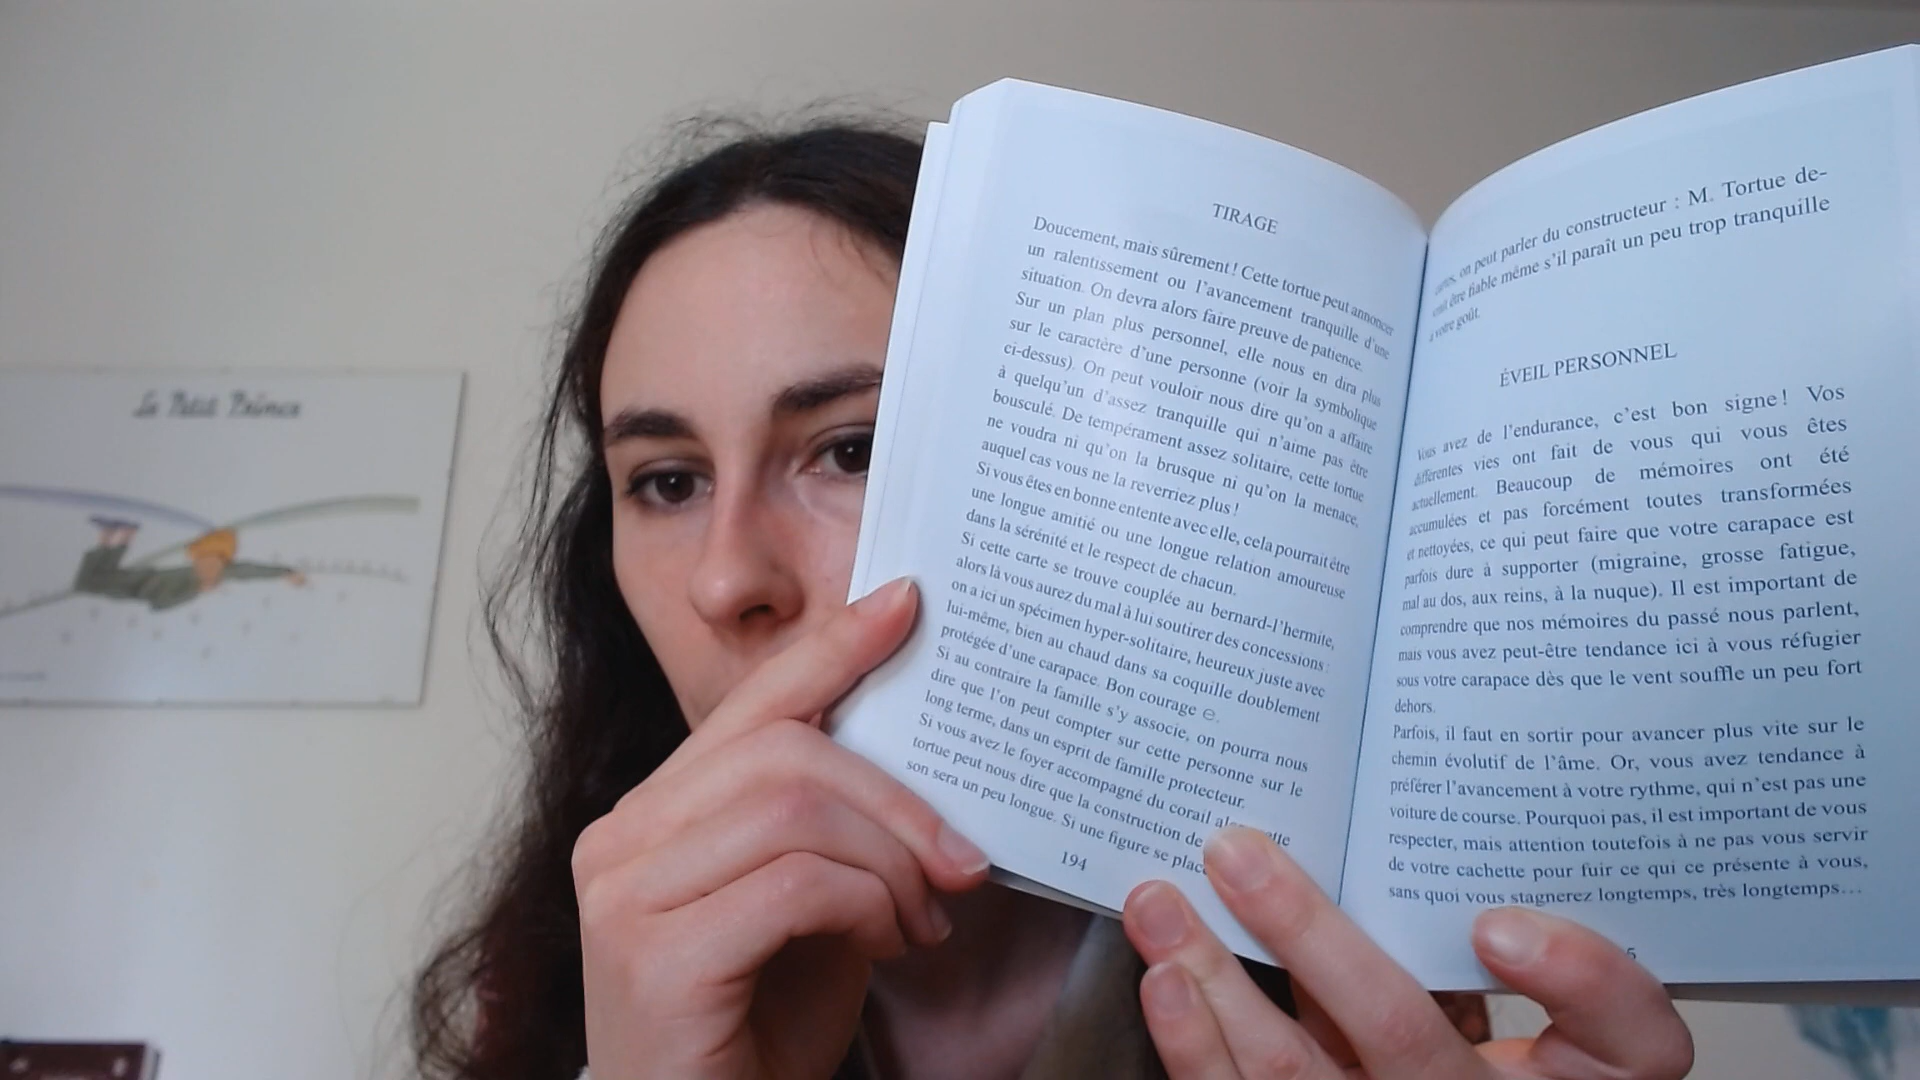 Le Petit Prince
TIRAGE
Doucement, mais sûrement ! Cette tortue peut annoncer
un ralentissement ou l'avancement tranquille d'une
situation. On devra alors faire preuve de patience.
Sur un plan plus personnel, elle nous en dira plus
sur le caractère d'une personne (voir la symbolique
ci-dessus). On peut vouloir nous dire qu'on a affaire
à quelqu'un d'assez tranquille qui n'aime pas être
bousculé. De tempérament assez solitaire, cette tortue
ne voudra ni qu'on la brusque ni qu'on la menace,
auquel cas vous ne la reverriez plus !
Si vous êtes en bonne entente avec elle, cela pourrait être
une longue amitié ou une longue relation amoureuse
dans la sérénité et le respect de chacun.
Si cette carte se trouve couplée au bernard-l'hermite,
alors là vous aurez du mal à lui soutirer des concessions :
on a ici un spécimen hyper-solitaire, heureux juste avec
lui-même, bien au chaud dans sa coquille doublement
protégée d'une carapace. Bon courage
Si au contraire la famille s'y associe, on pourra nous
dire que l'on peut compter sur cette personne sur le
long terme, dans un esprit de famille protecteur.
Si vous avez le foyer accompagné du corail
tortue peut nous dire que la construction de
son sera un peu longue. Si une figure se place
194
on peut parler du constructeur : M. Tortue de-
être fiable même s'il paraît un peu trop tranquille
à votre goût.
ÉVEIL PERSONNEL
Vous avez de l'endurance, c'est bon signe ! Vos
différentes vies ont fait de vous qui vous êtes
actuellement. Beaucoup de mémoires ont été
accumulées et pas forcément toutes transformées
et nettoyées, ce qui peut faire que votre carapace est
parfois dure à supporter (migraine, grosse fatigue,
mal au dos, aux reins, à la nuque). Il est important de
comprendre que nos mémoires du passé nous parlent,
mais vous avez peut-être tendance ici à vous réfugier
sous votre carapace dès que le vent souffle un peu fort
dehors.
Parfois, il faut en sortir pour avancer plus vite sur le
chemin évolutif de l'âme. Or, vous avez tendance à
préférer l'avancement à votre rythme, qui n'est pas une
voiture de course. Pourquoi pas, il est important de vous
respecter, mais attention toutefois à ne pas vous servir
de votre cachette pour fuir ce qui ce présente à vous,
sans quoi vous stagnerez longtemps, très longtemps…
5